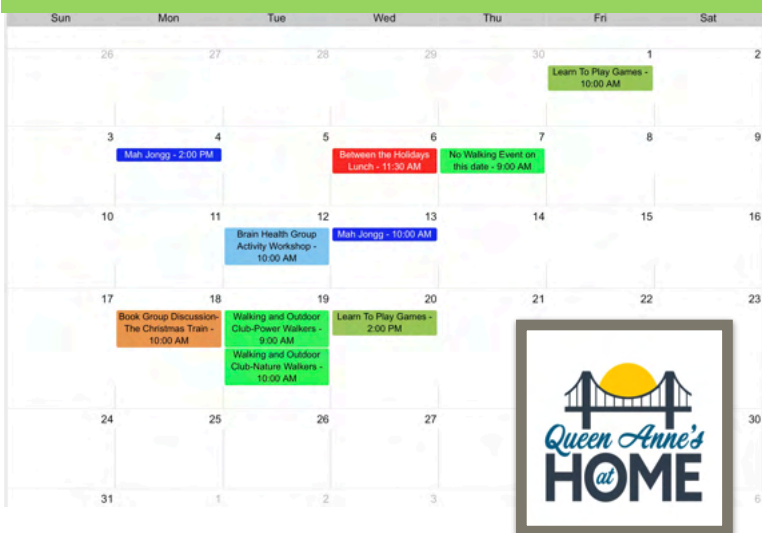 Sun Mon Tue Wed Thu Fri Sat
26 27 28 29 30 1 2
Learn To Play Games -
10:00 AM
3 4 5 6 7 8 9
Mah Jongg - 2:00 PM
Between the Holidays
Lunch - 11:30 AM
No Walking Event on
this date - 9:00 AM
10 11 12 13 14 15 16
Brain Health Group
Activity Workshop -
10:00 AM
Mah Jongg - 10:00 AM
17 18 19 20 21 22 23
Book Group Discussion-
The Christmas Train -
10:00 AM
Walking and Outdoor
Club-Power Walkers -
9:00 AM
Walking and Outdoor
Club-Nature Walkers -
10:00 AM
Learn To Play Games -
2:00 PM
24 25 26 27 30
31 1 2 3 6
Queen Anne's
at
HOME